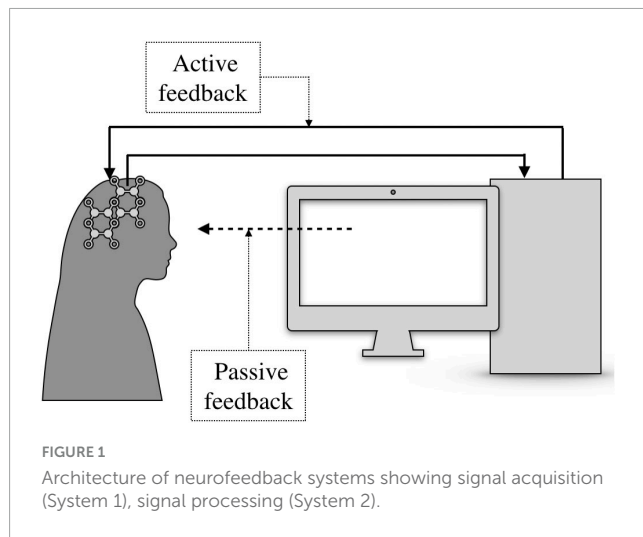 Active
feedback
Passive
feedback
FIGURE 1
Architecture of neurofeedback systems showing signal acquisition
(System 1), signal processing (System 2).